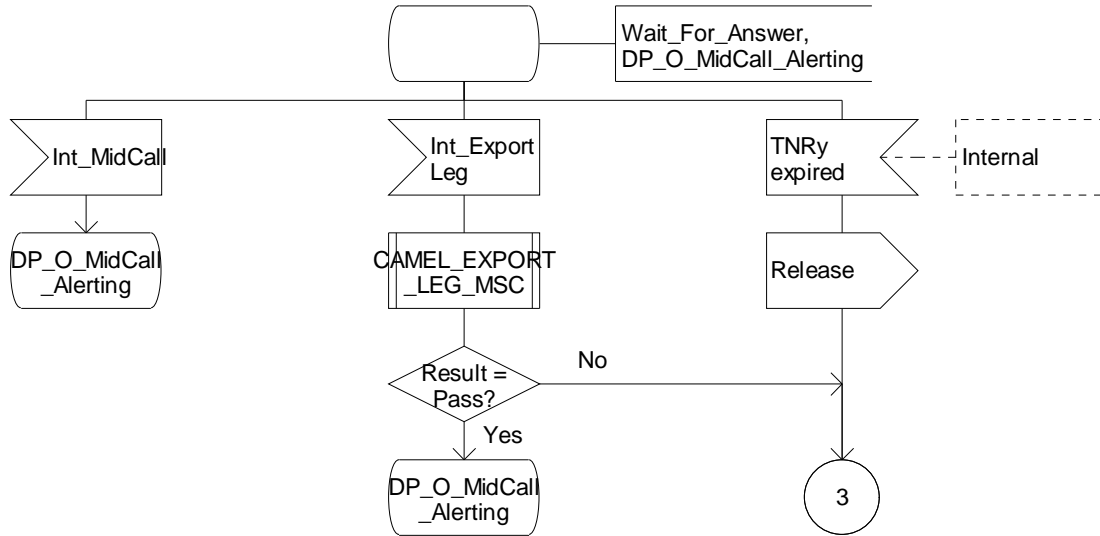 Wait_For_Answer,
DP_O_MidCall_Alerting
Int_MidCall
Int_Export
Leg
TNRy
expired
Internal
DP_O_MidCall
_Alerting
CAMEL_EXPORT
_LEG_MSC
Release
Result =
Pass?
No
Yes
DP_O_MidCall
_Alerting
3